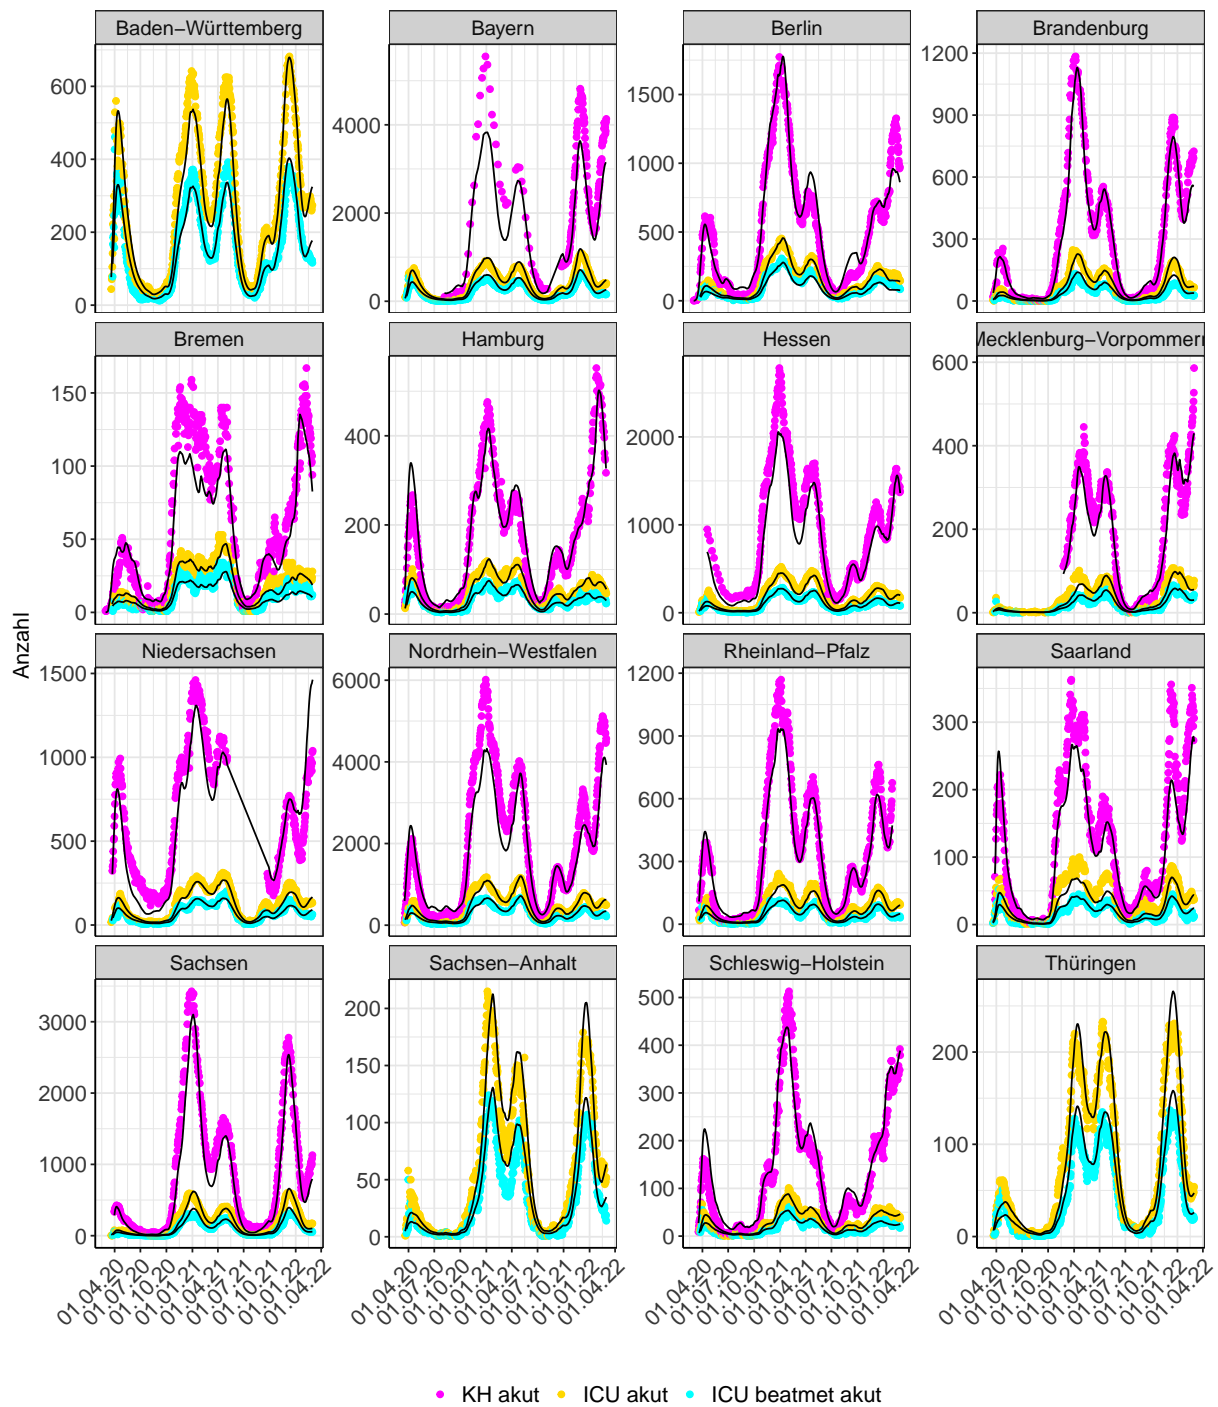 Baden−Württemberg Bayern Berlin Brandenburg
600 400 200 0
4000 2000 0
1500 1000 500 0
1200 900 600 300 0
Bremen Hamburg Hessen Mecklenburg−Vorpommern
150 100 50 0
400 200 0
2000 1000 0
600 400 200 0
Anzahl
Niedersachsen Nordrhein−Westfalen Rheinland−Pfalz Saarland
1500 1000 500 0
6000 4000 2000 0
1200 900 600 300 0
300 200 100 0
Sachsen Sachsen−Anhalt Schleswig−Holstein Thüringen
3000 2000 1000 0
200 150 100 50 0
500 400 300 200 100 0
200 100 0
01.04.20 01.07.20 01.10.20 01.01.21 01.04.21 01.07.21 01.10.21 01.01.22 01.04.22
01.04.20 01.07.20 01.10.20 01.01.21 01.04.21 01.07.21 01.10.21 01.01.22 01.04.22
01.04.20 01.07.20 01.10.20 01.01.21 01.04.21 01.07.21 01.10.21 01.01.22 01.04.22
01.04.20 01.07.20 01.10.20 01.01.21 01.04.21 01.07.21 01.10.21 01.01.22 01.04.22
KH akut ICU akut ICU beatmet akut